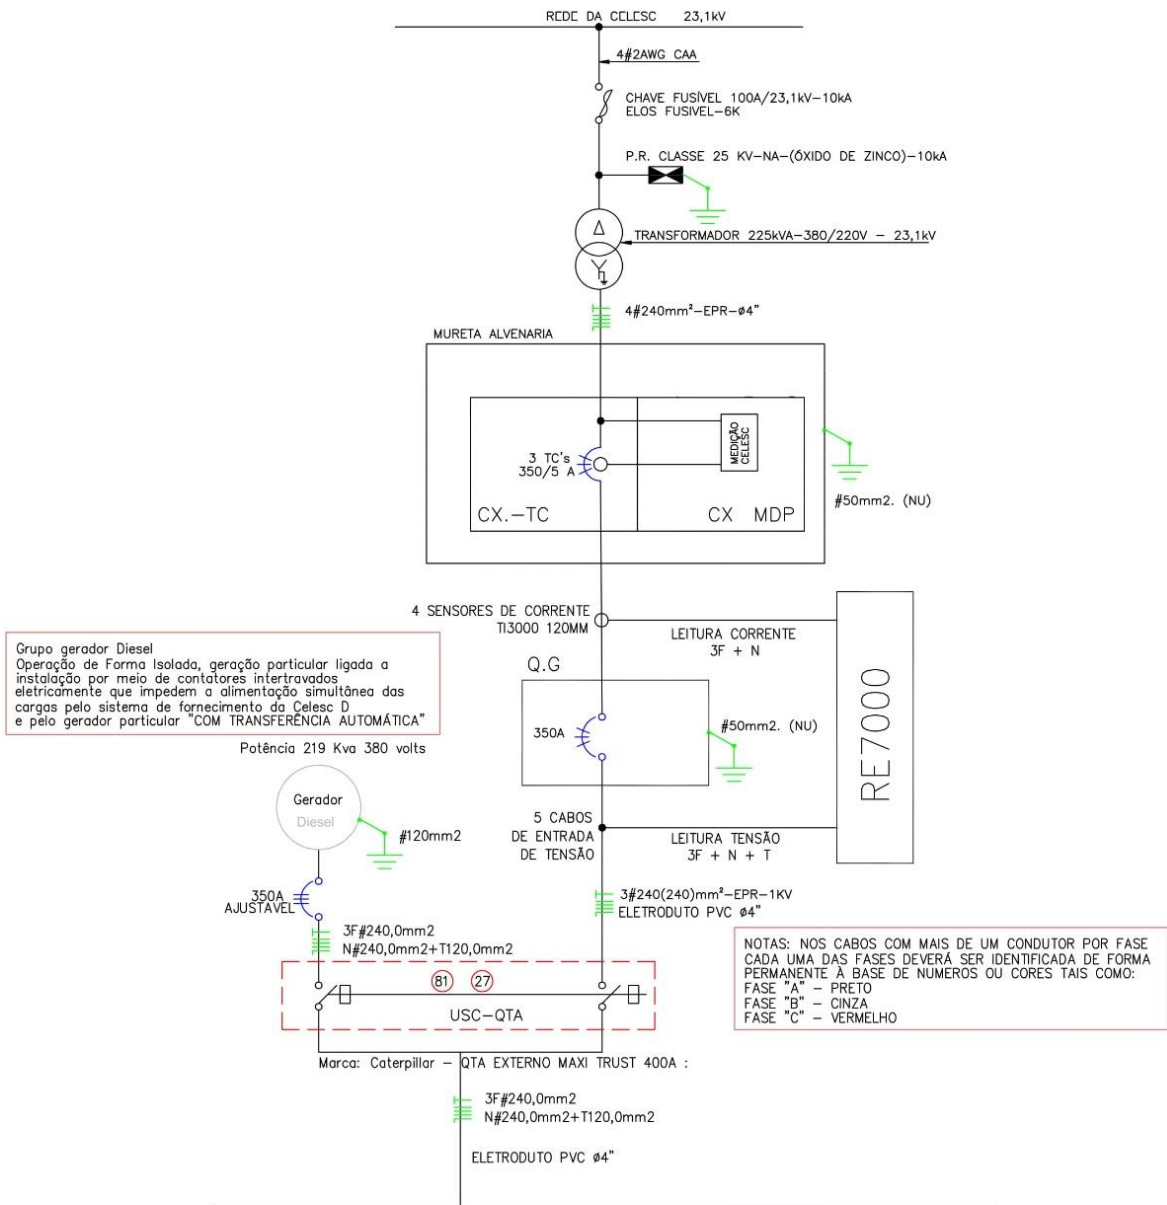 REDE DA CELESC 23,1kV
4#2AWG CAA
CHAVE FUSÍVEL 100A/23,1kV-10kA
ELOS FUSIVEL-6K
P.R. CLASSE 25 KV-NA-(ÓXIDO DE ZINCO)-10kA
TRANSFORMADOR 225kVA-380/220V - 23,1kV
4#240mm²-EPR-ø4"
MURETA ALVENARIA
MEDIÇÃO
CELESC
3 TC's
350/5 A
CX.-TC
CX MDP
#50mm2. (NU)
4 SENSORES DE CORRENTE
TI3000 120MM
LEITURA CORRENTE
3F + N
RE7000
Grupo gerador Diesel
Operação de Forma Isolada, geração particular ligada a
instalação por meio de contatores intertravados
eletricamente que impedem a alimentação simultânea das
cargas pelo sistema de fornecimento da Celesc D
e pelo gerador particular "COM TRANSFERÊNCIA AUTOMÁTICA"
Q.G
350A
#50mm2. (NU)
Potência 219 Kva 380 volts
Gerador
Diesel
#120mm2
5 CABOS
DE ENTRADA
DE TENSÃO
LEITURA TENSÃO
3F + N + T
350A
AJUSTAVEL
3#240(240)mm²-EPR-1KV
ELETRODUTO PVC ø4"
3F#240,0mm2
N#240,0mm2+T120,0mm2
NOTAS: NOS CABOS COM MAIS DE UM CONDUTOR POR FASE
CADA UMA DAS FASES DEVERÁ SER IDENTIFICADA DE FORMA
PERMANENTE À BASE DE NUMEROS OU CORES TAIS COMO:
FASE "A" - PRETO
FASE "B" - CINZA
FASE "C" - VERMELHO
81 27
USC-QTA
Marca: Caterpillar - QTA EXTERNO MAXI TRUST 400A :
3F#240,0mm2
N#240,0mm2+T120,0mm2
ELETRODUTO PVC ø4"